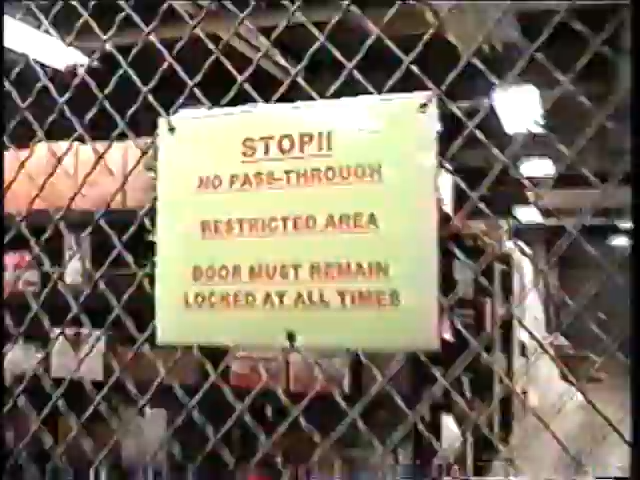 STOP!!
NO PASS-THROUGH
RESTRICTED AREA
DOOR MUST REMAIN
LOCKED AT ALL TIMES